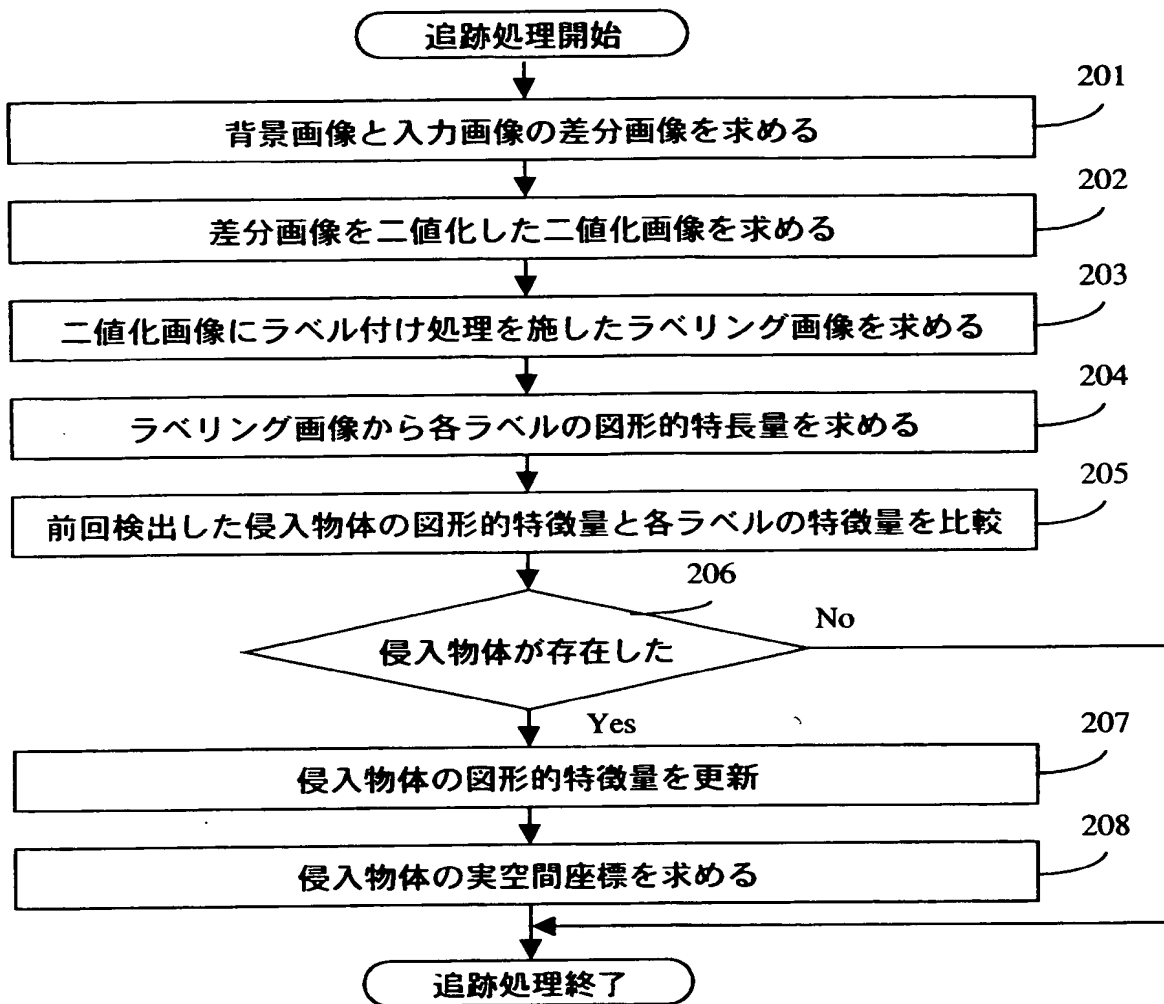 追跡処理開始
201
背景画像と入力画像の差分画像を求める
202
差分画像を二値化した二値化画像を求める
203
二値化画像にラベル付け処理を施したラベリング画像を求める
204
ラベリング画像から各ラベルの図形的特長量を求める
205
前回検出した侵入物体の図形的特徴量と各ラベルの特徴量を比較
206
侵入物体が存在した
No
Yes
207
侵入物体の図形的特徴量を更新
208
侵入物体の実空間座標を求める
追跡処理終了